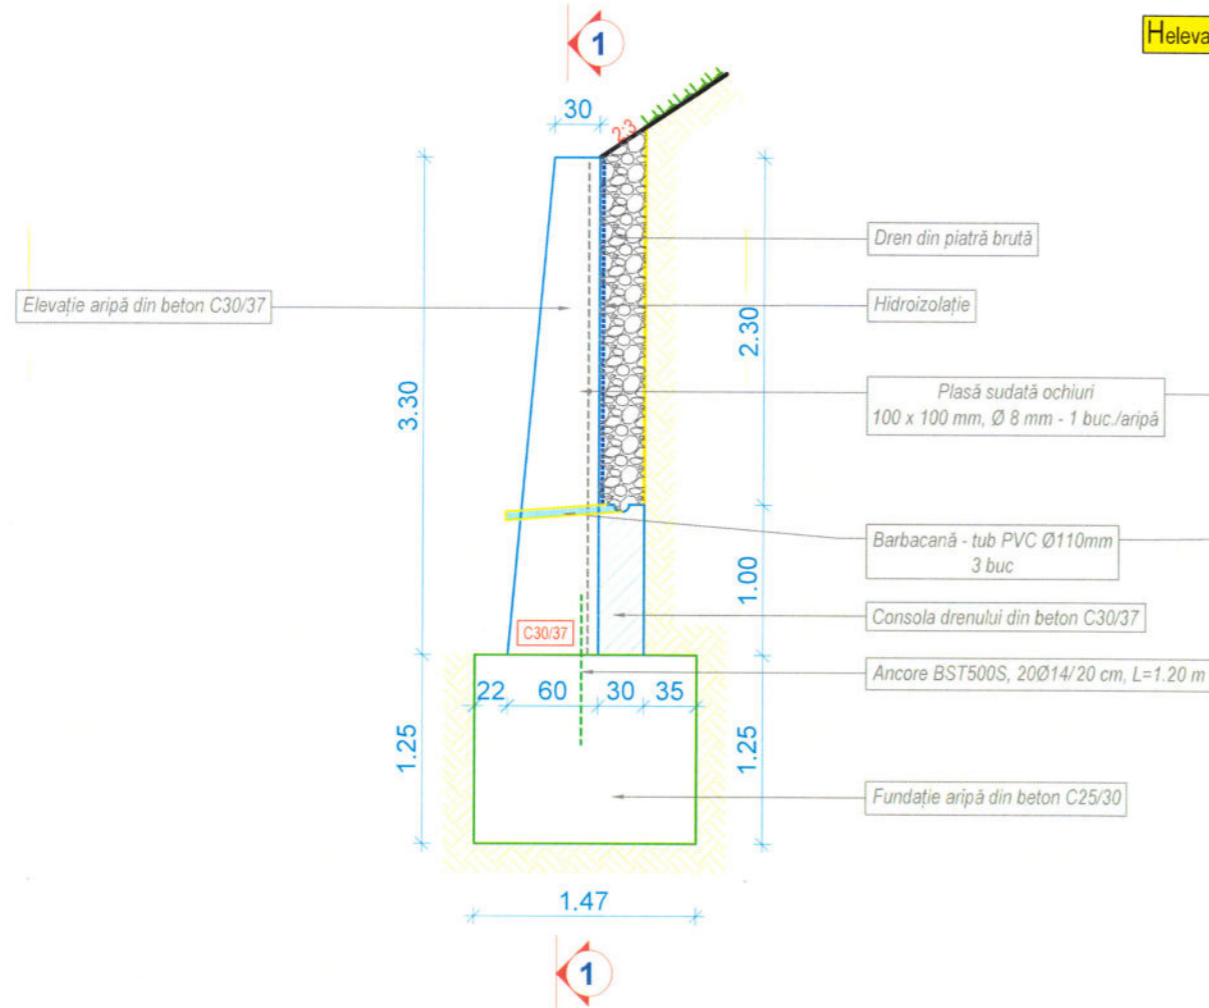 1
Heleva
30
2:3
Dren din piatră brută
Elevație aripă din beton C30/37
Hidroizolație
2.30
3.30
Plasă sudată ochiuri
100 x 100 mm, Ø 8 mm - 1 buc./aripă
Barbacană - tub PVC Ø110mm
3 buc
1.00
Consola drenului din beton C30/37
C30/37
Ancore BST500S, 20Ø14/20 cm, L=1.20 m
22 60 30 35
1.25
1.25
Fundație aripă din beton C25/30
1.47
1